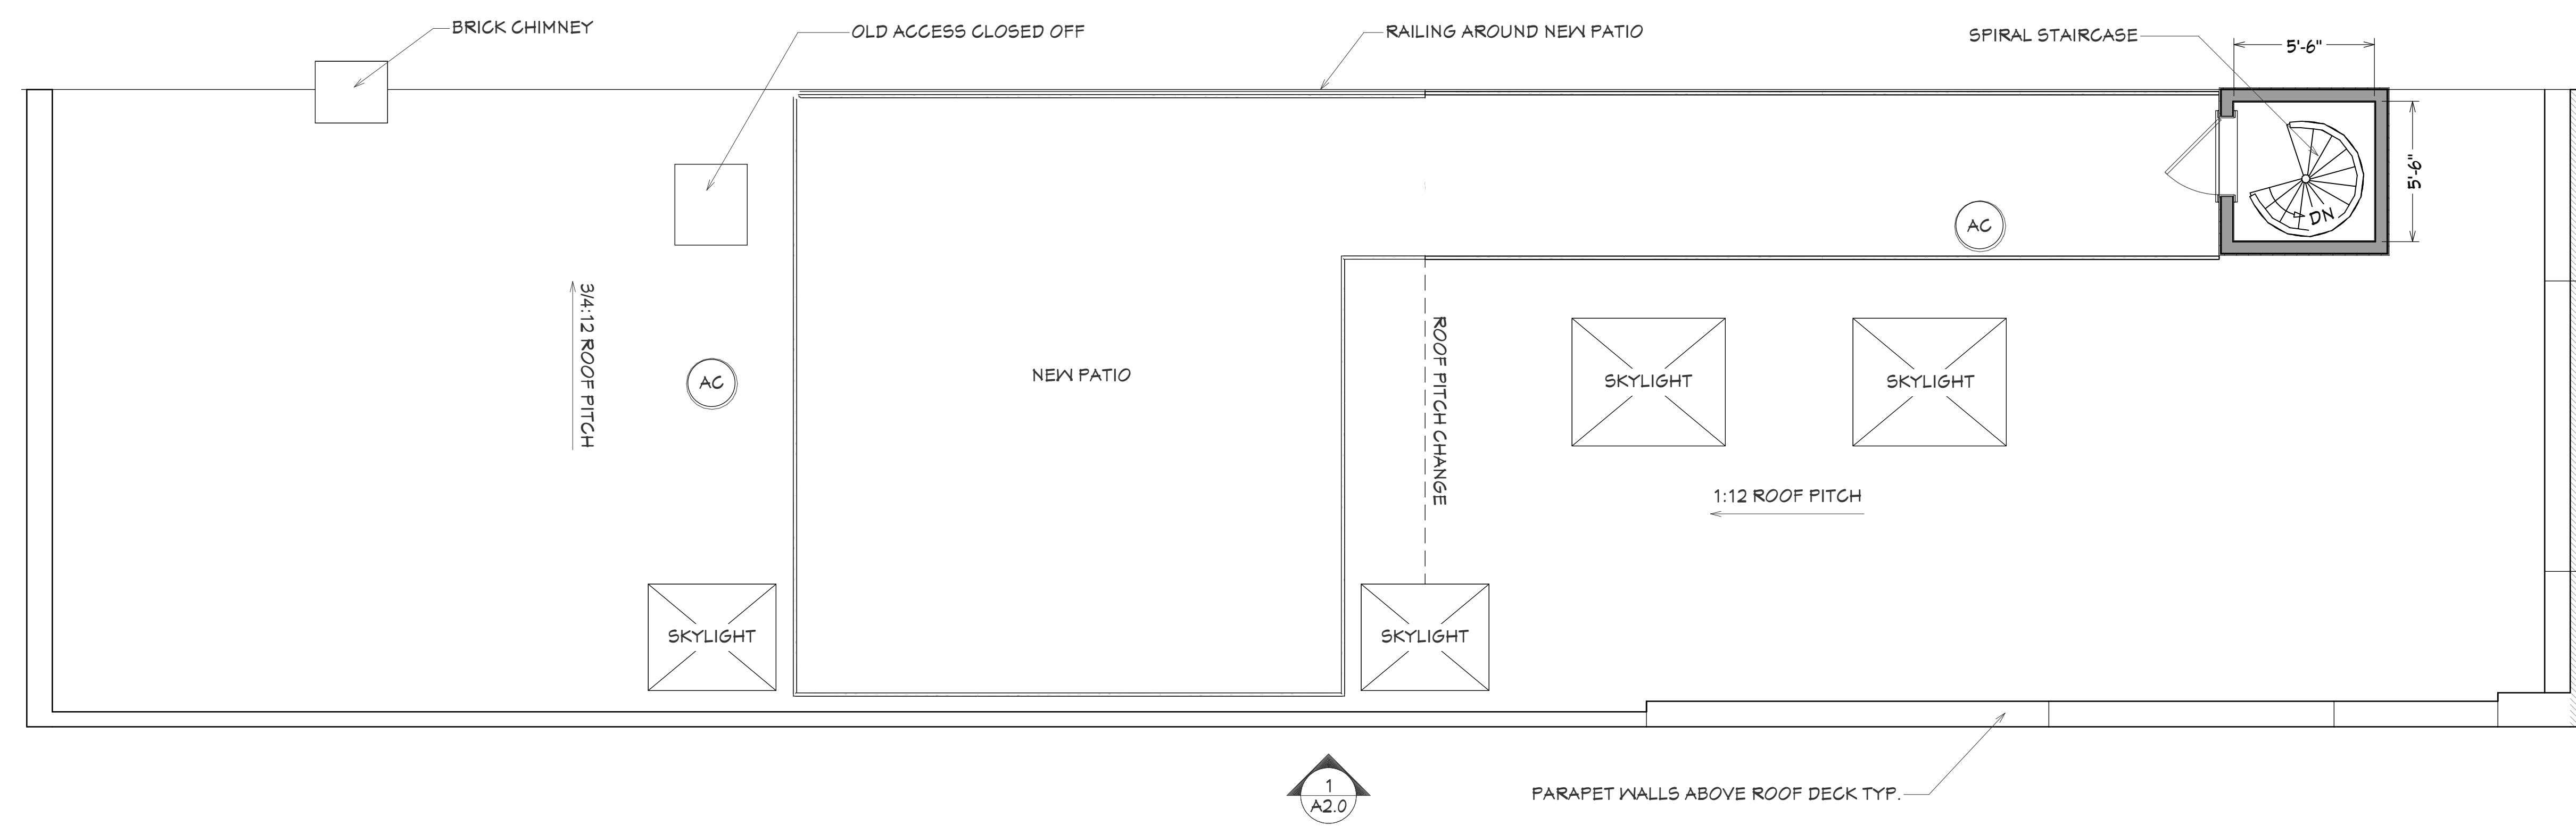 BRICK CHIMNEY
OLD ACCESS CLOSED OFF
RAILING AROUND NEW PATIO
SPIRAL STAIRCASE
5'-6"
5'-6"
DN
AC
3/4:12 ROOF PITCH
AC
NEW PATIO
ROOF PITCH CHANGE
SKYLIGHT
SKYLIGHT
1:12 ROOF PITCH
SKYLIGHT
SKYLIGHT
1
A2.0
PARAPET WALLS ABOVE ROOF DECK TYP.